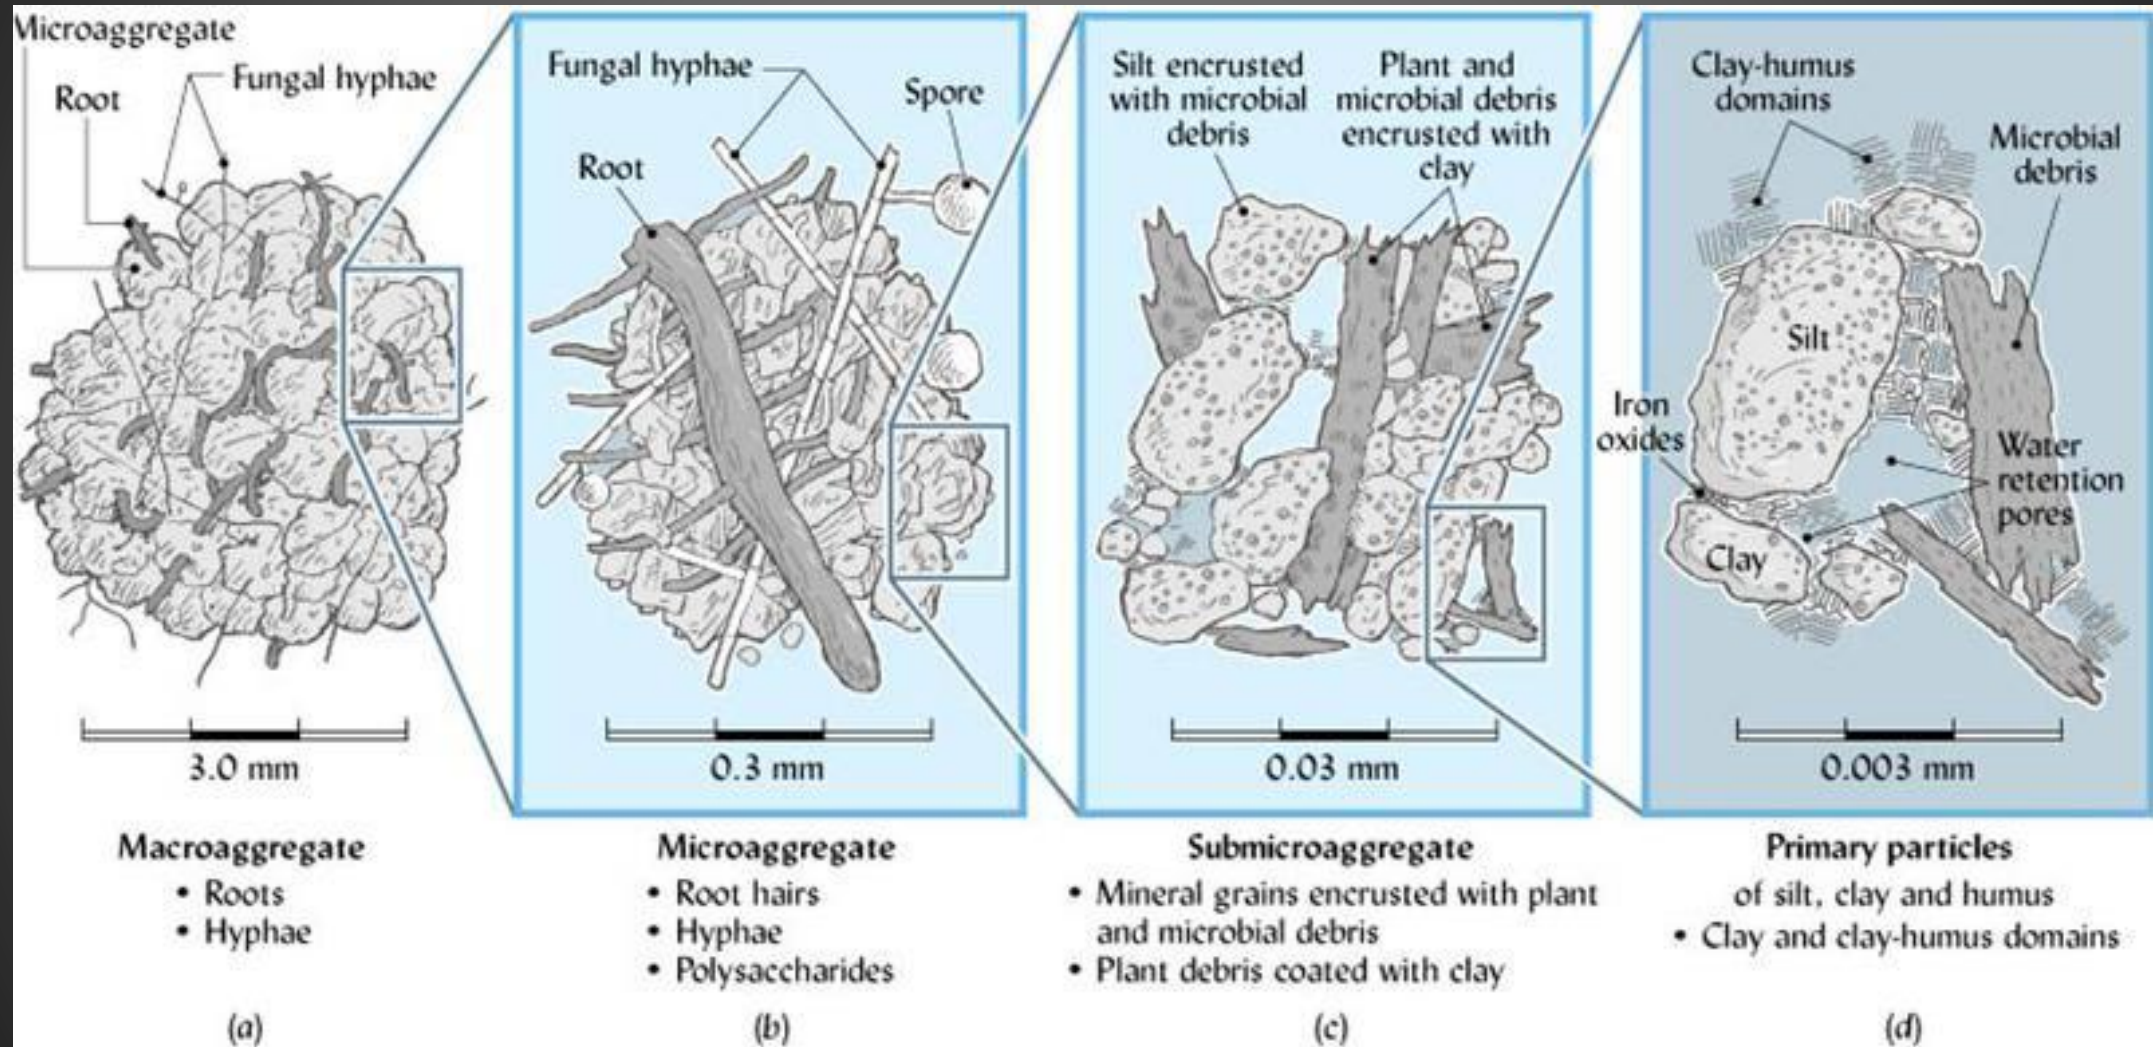 Microaggregate
Root
Fungal hyphae
3.0 mm
Macroaggregate
• Roots
• Hyphae
(a)
Fungal hyphae
Spore
Root
0.3 mm
Microaggregate
• Root hairs
• Hyphae
• Polysaccharides
(b)
Silt encrusted
with microbial
debris
Plant and
microbial debris
encrusted with
clay
0.03 mm
Submicroaggregate
• Mineral grains encrusted with plant
and microbial debris
• Plant debris coated with clay
(c)
Clay-humus
domains
Microbial
debris
Silt
Iron
oxides
Water
retention
pores
Clay
0.003 mm
Primary particles
of silt, clay and humus
• Clay and clay-humus domains
(d)